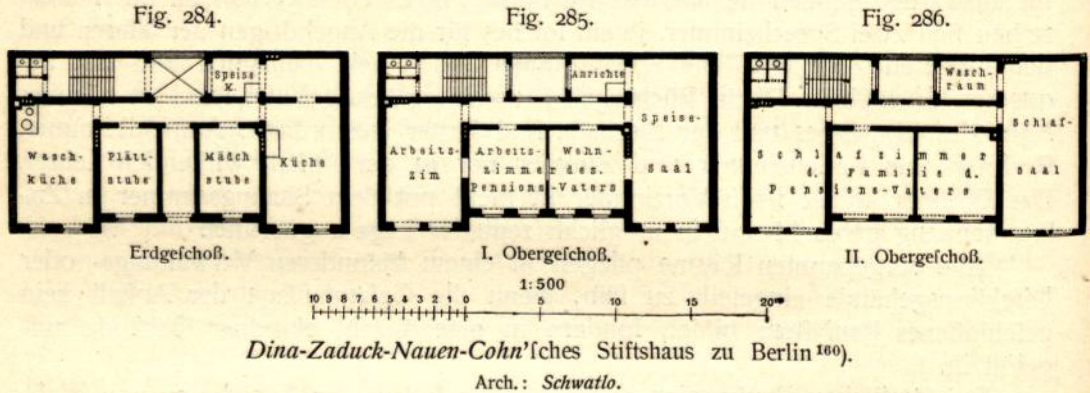 Fig. 284.
Fig. 285.
Fig. 286.
Speise
K.
Wasch-
küche
Plätt
stube
Mädch
stube
Küche
Anrichte
Speise-
Saal
Arbeits-
zim
Arbeits-
zimmer
Wohn-
des.
Pensions-Vaters
Wasch-
raum
Schlaf-
saal
Schlafzimmer
d. Familie d.
Pensions-Vaters
Erdgeſchoß.
I. Obergeſchoß.
II. Obergeſchoß.
1:500
10 9 8 7 6 5 4 3 2 1 0 5 10 15 20m
Dina-Zaduck-Nauen-Cohn'ſches Stiftshaus zu Berlin 160).
Arch.: Schwatlo.